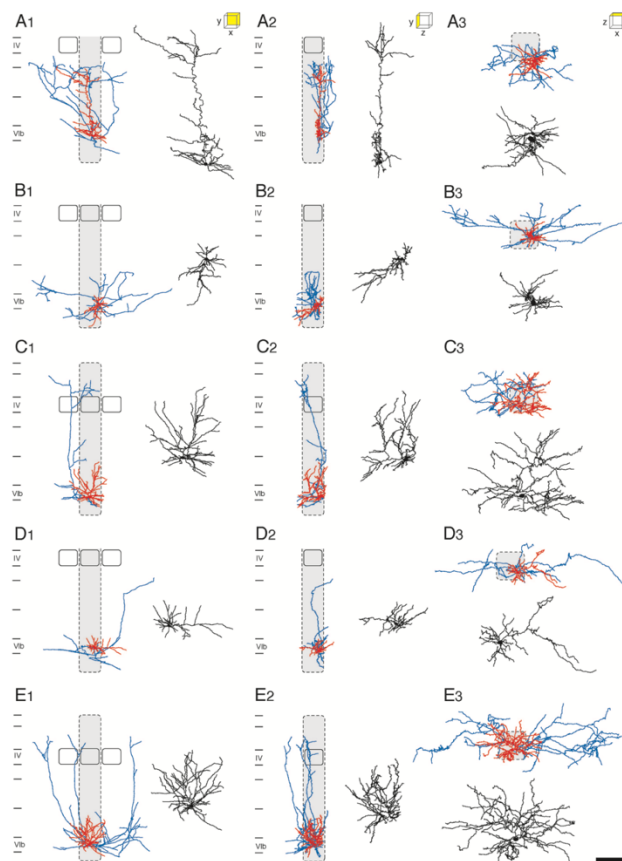 A1 y x A2 y z A3 z x
IV IV
VIb VIb
B1 B2 B3
IV IV
VIb VIb
C1 C2 C3
IV IV
VIb VIb
D1 D2 D3
IV IV
VIb VIb
E1 E2 E3
IV IV
VIb VIb